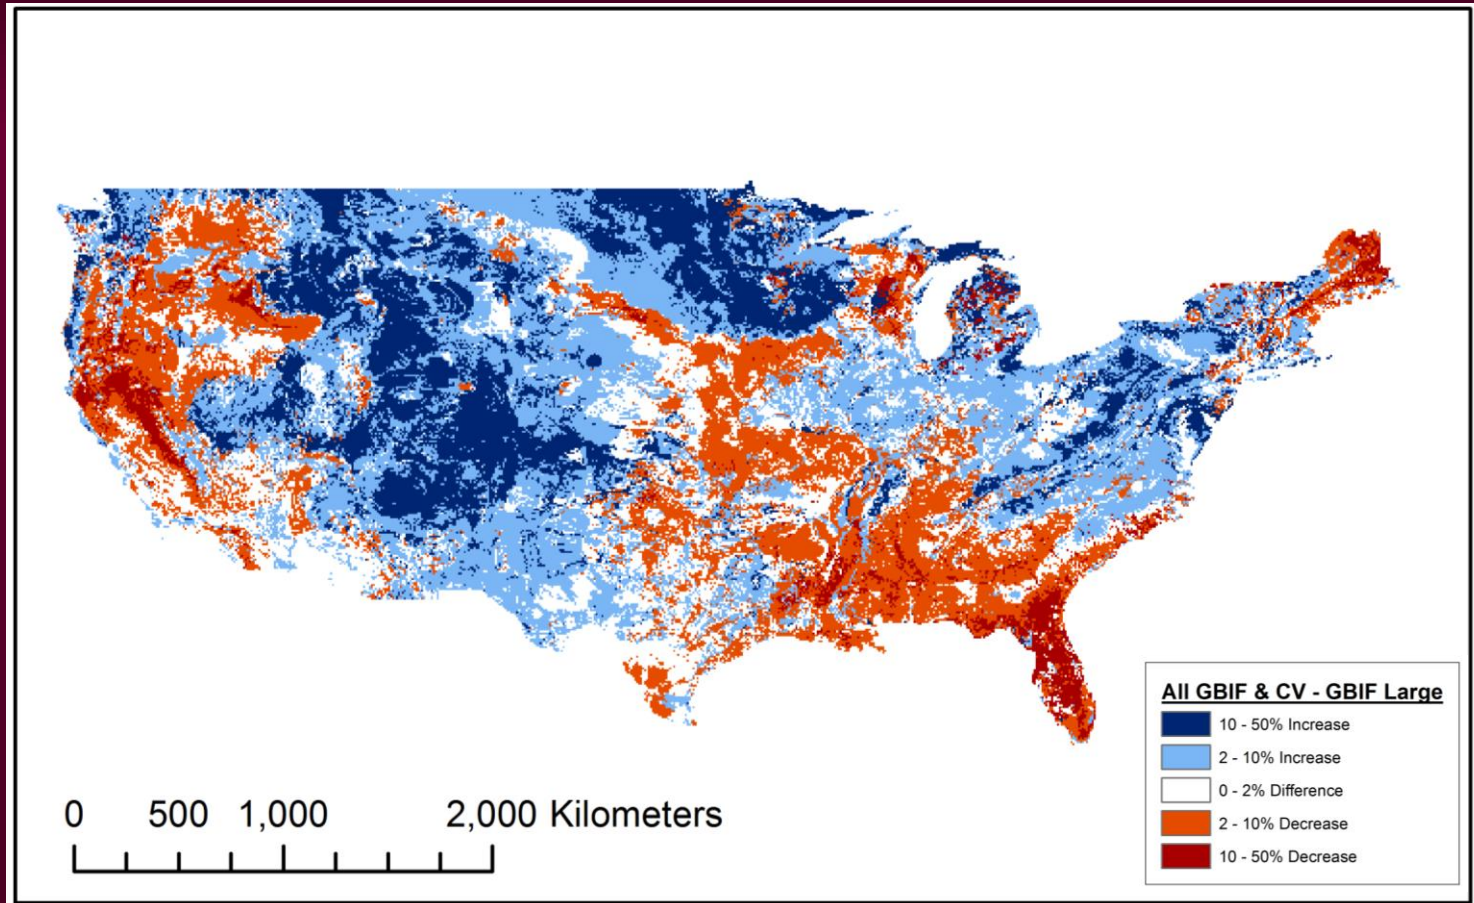 All GBIF & CV - GBIF Large
10 - 50% Increase
2 - 10% Increase
0 - 2% Difference
2 - 10% Decrease
10 - 50% Decrease
0 500 1,000 2,000 Kilometers